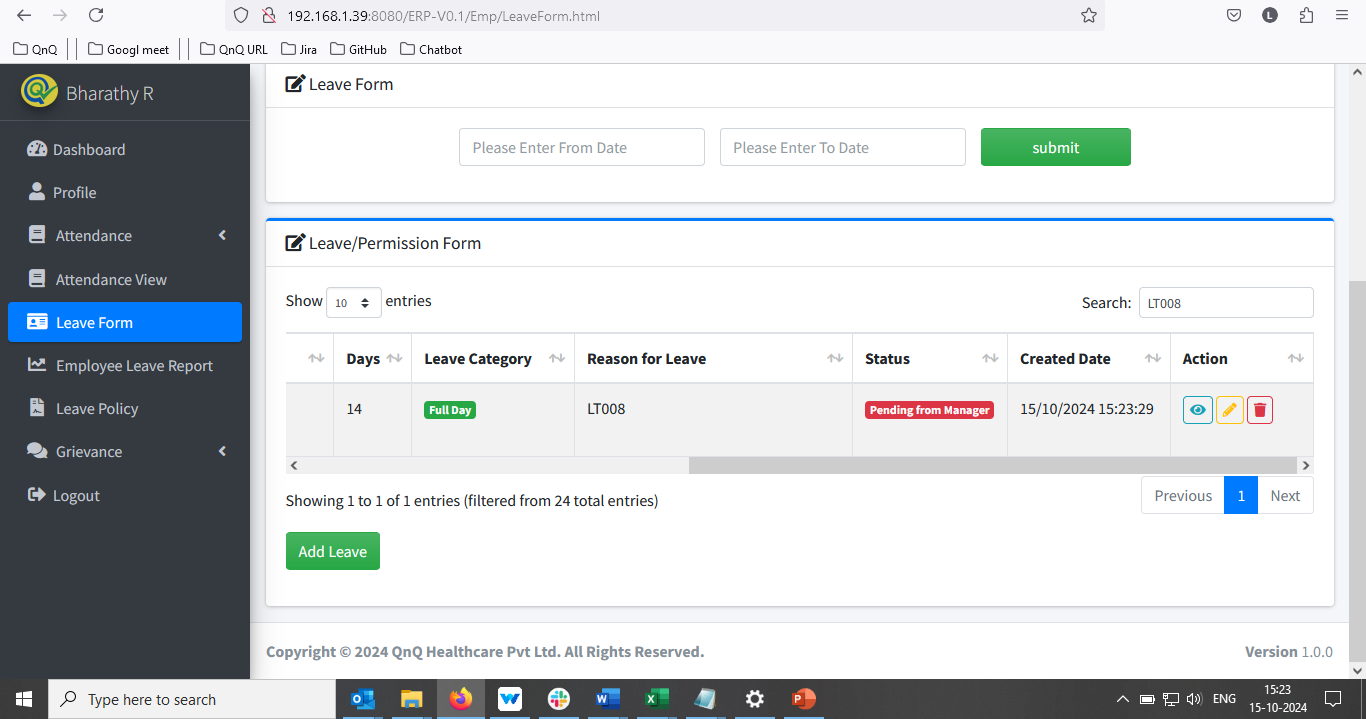 192.168.1.39:8080/ERP-V0.1/Emp/LeaveForm.html
L
QnQ
Googl meet
QnQ URL
Jira
GitHub
Chatbot
Bharathy R
Dashboard
Profile
Attendance
Attendance View
Leave Form
Employee Leave Report
Leave Policy
Grievance
Logout
Leave Form
Please Enter From Date
Please Enter To Date
submit
Leave/Permission Form
Show 10 entries
Search: LT008
Days
Leave Category
Reason for Leave
Status
Created Date
Action
14
Full Day
LT008
Pending from Manager
15/10/2024 15:23:29
Showing 1 to 1 of 1 entries (filtered from 24 total entries)
Previous
1
Next
Add Leave
Copyright © 2024 QnQ Healthcare Pvt Ltd. All Rights Reserved.
Version 1.0.0
Type here to search
ENG
15:23
15-10-2024